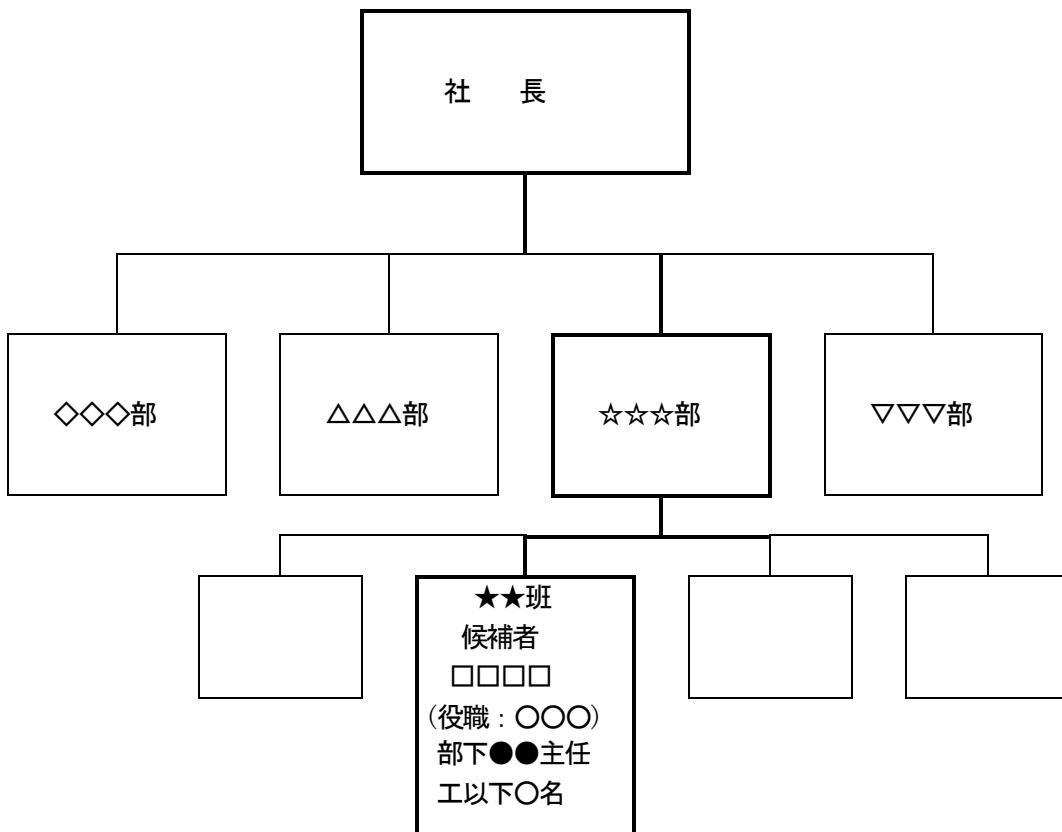 社　長
◇◇◇部
△△△部
☆☆☆部
▽▽▽部
★★班
候補者
□□□□
（役職：○○○）
部下●●主任
工以下○名